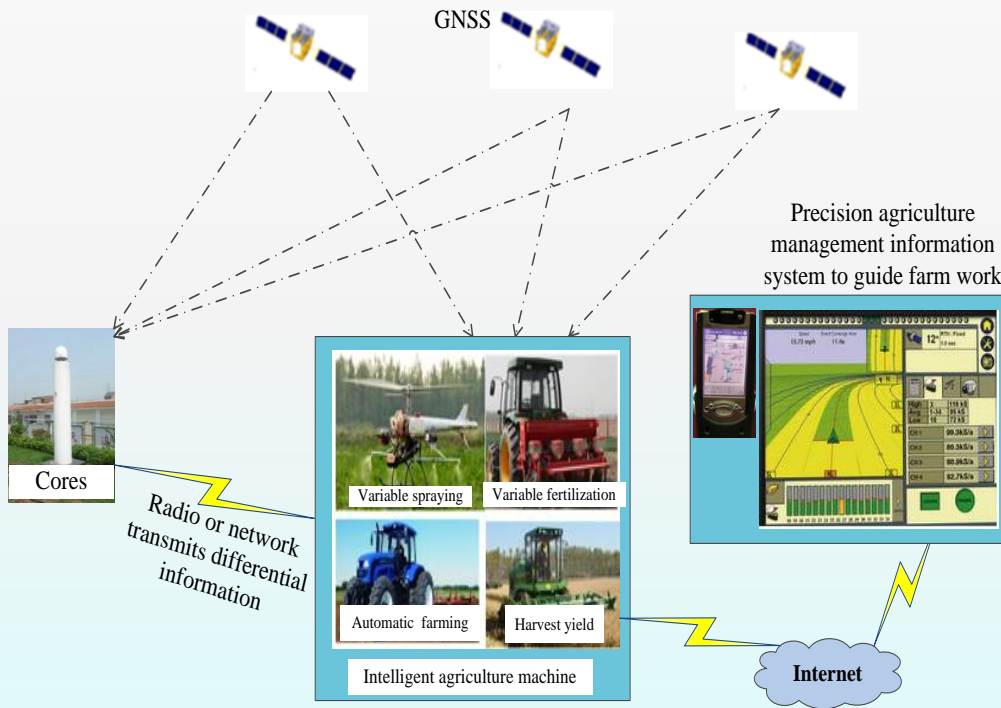 GNSS
Precision agriculture
management information
system to guide farm work
Cores
Radio or network
transmits differential
information
Variable spraying
Variable fertilization
Automatic farming
Harvest yield
Intelligent agriculture machine
Internet
12"